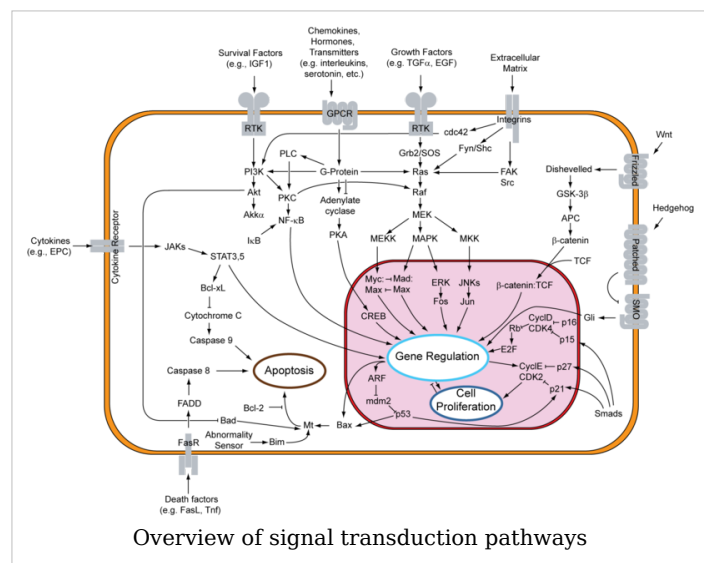 Chemokines,
Hormones,
Transmitters
(e.g. interleukins,
serotonin, etc.)
Survival Factors
(e.g., IGF1)
Growth Factors
(e.g. TGFα, EGF)
Extracellular
Matrix
RTK
GPCR
RTK
Integrins
cdc42
Wnt
Fyn/Shc
Grb2/SOS
PLC
PI3K
G-Protein
Ras
FAK
Src
Dishevelled
Frizzled
Akt
PKC
Raf
GSK-3β
Adenylate
cyclase
Akkα
NF-κB
MEK
APC
Hedgehog
IκB
PKA
MEKK
MAPK
MKK
β-catenin
Patched
Cytokines
(e.g., EPC)
Cytokine Receptor
JAKs
STAT3,5
TCF
Bcl-xL
Myc:
Max
Mad:
Max
ERK
Fos
JNKs
Jun
β-catenin:TCF
SMO
Cytochrome C
CREB
Gli
CycID
CDK4
p16
p15
Rb
E2F
Caspase 9
Gene Regulation
Caspase 8
Apoptosis
ARF
CycIE
CDK2
p27
p21
Cell
Proliferation
FADD
Bcl-2
mdm2
p53
Smads
Bad
Mt
Bax
FasR
Abnormality
Sensor
Bim
Death factors
(e.g. FasL, Tnf)
Overview of signal transduction pathways